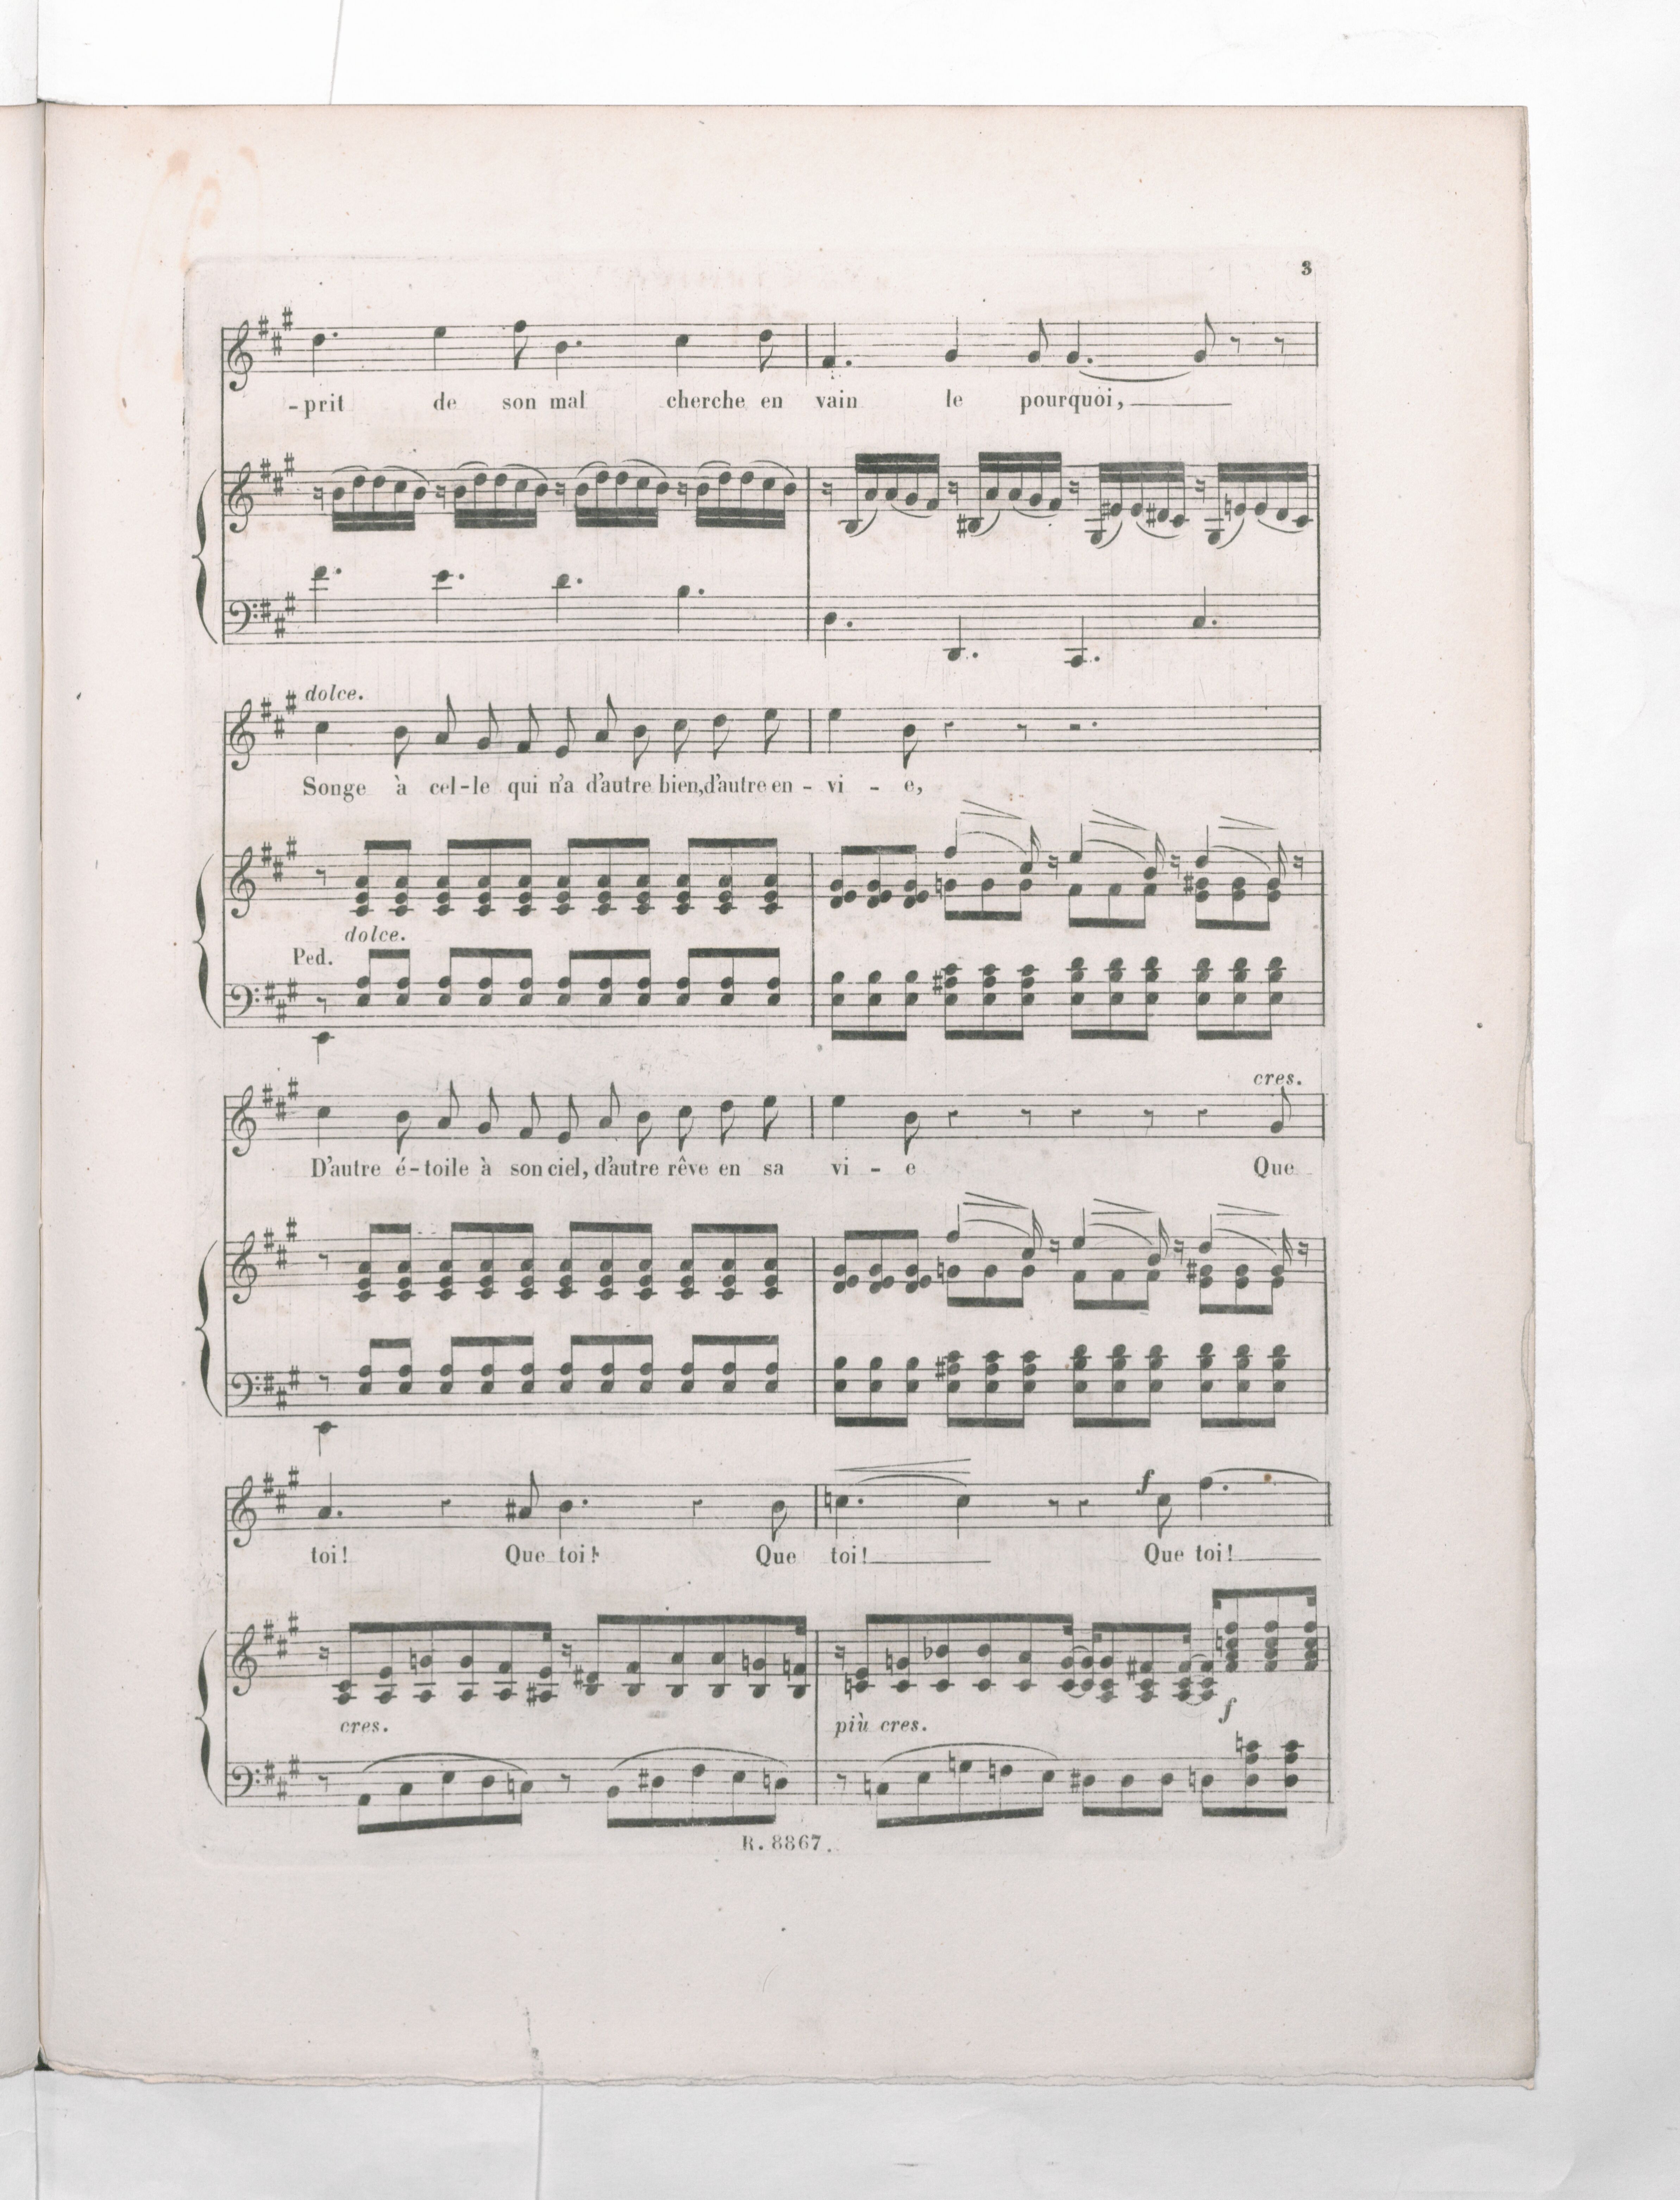 3
-prit de son mal cherche en vain le pourquoi,
dolce.
Songe à cel-le qui n'a d'autre bien, d'autre en-vi-e,
dolce.
Ped.
cres.
D'autre é-toile à son ciel, d'autre rêve en sa vi-e Que
f
toi! Que toi! Que toi! Que toi!
cres. più cres. f
R. 8867.